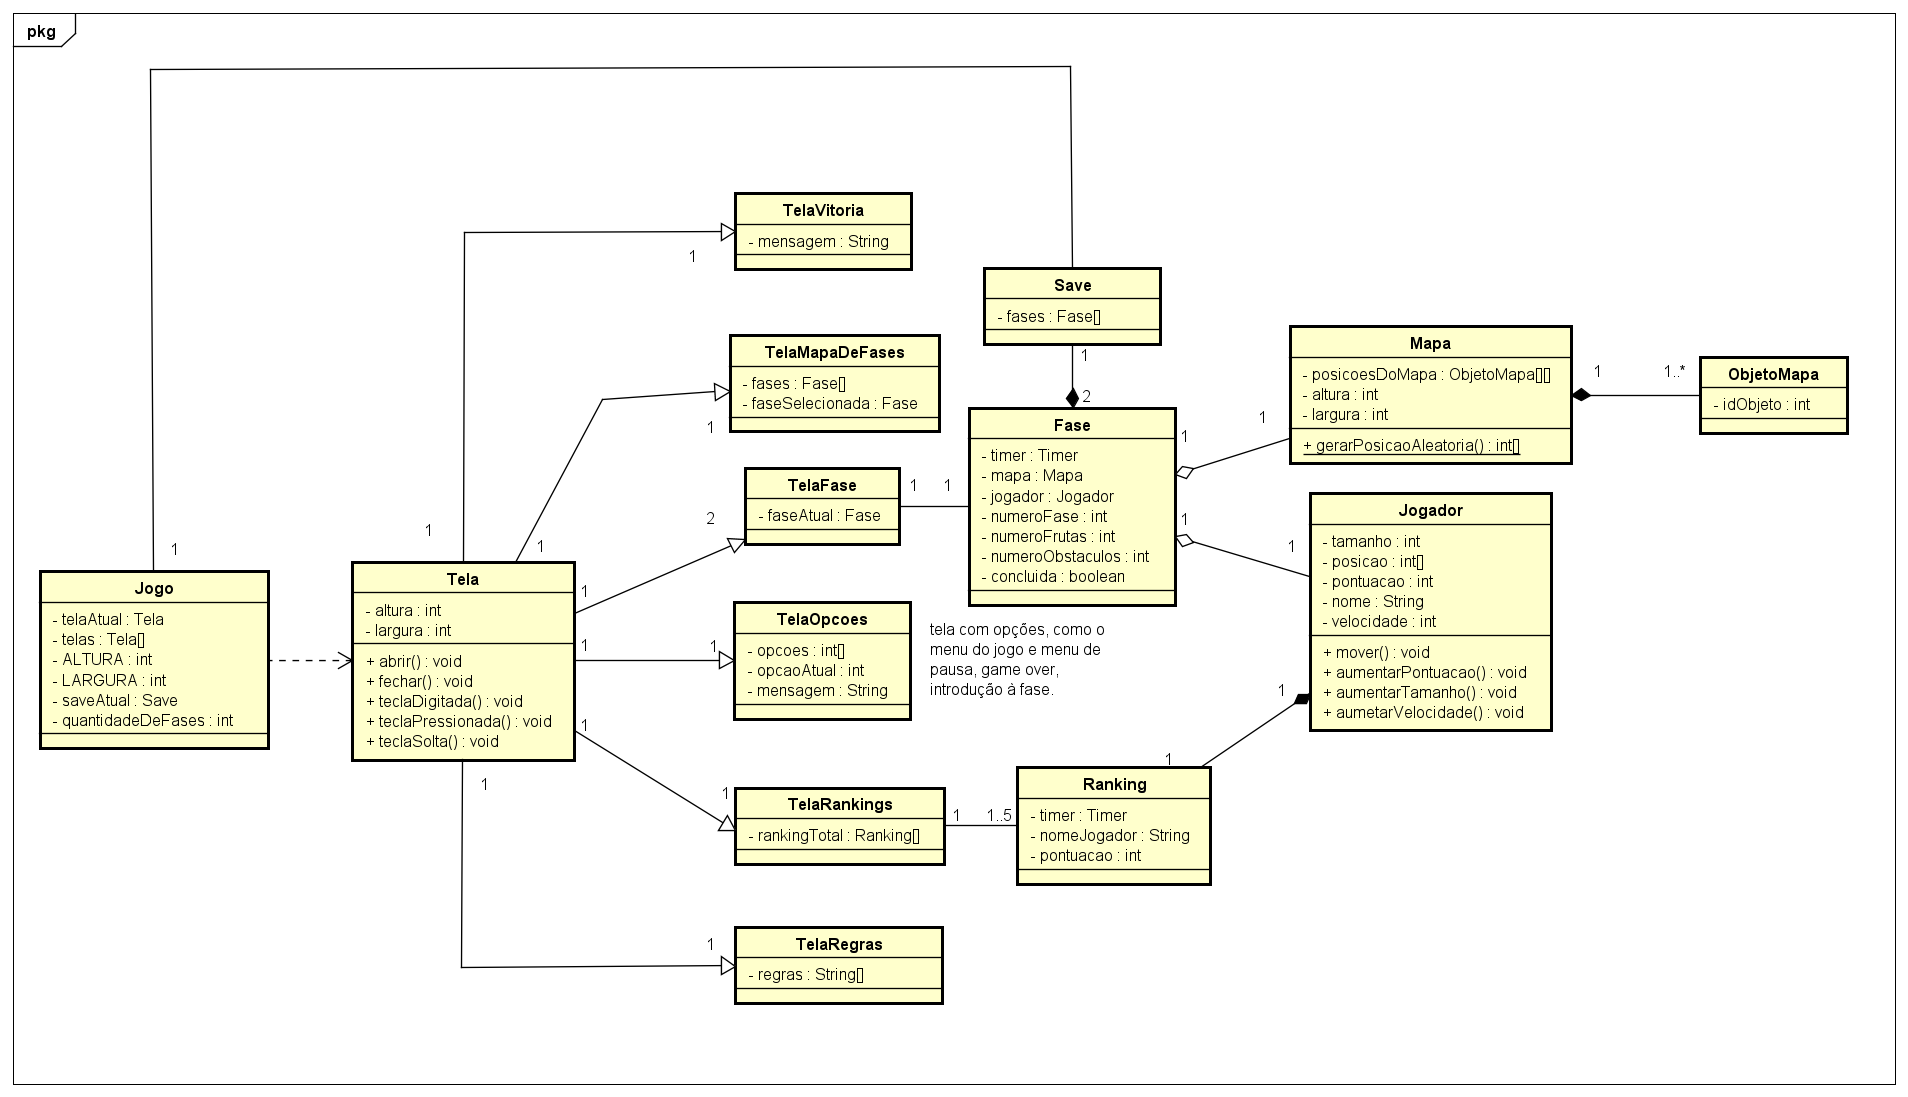 pkg
TelaVitoria
- mensagem : String
1
Save
- fases : Fase[]
1
TelaMapaDeFases
- fases : Fase[]
- faseSelecionada : Fase
1
Mapa
- posicoesDoMapa : ObjetoMapa[][]
- altura : int
- largura : int
+ gerarPosicaoAleatoria() : int[]
1
1..*
ObjetoMapa
- idObjeto : int
2
Fase
- timer : Timer
- mapa : Mapa
- jogador : Jogador
- numeroFase : int
- numeroFrutas : int
- numeroObstaculos : int
- concluida : boolean
1
1
1
1
TelaFase
- faseAtual : Fase
1
1
2
Jogador
- tamanho : int
- posicao : int[]
- pontuacao : int
- nome : String
- velocidade : int
+ mover() : void
+ aumentarPontuacao() : void
+ aumentarTamanho() : void
+ aumetarVelocidade() : void
1
1
1
1
Jogo
- telaAtual : Tela
- telas : Tela[]
- ALTURA : int
- LARGURA : int
- saveAtual : Save
- quantidadeDeFases : int
Tela
- altura : int
- largura : int
+ abrir() : void
+ fechar() : void
+ teclaDigitada() : void
+ teclaPressionada() : void
+ teclaSolta() : void
1
1
1
1
TelaOpcoes
- opcoes : int[]
- opcaoAtual : int
- mensagem : String
1
tela com opções, como o
menu do jogo e menu de
pausa, game over,
introdução à fase.
1
TelaRankings
- rankingTotal : Ranking[]
1
1..5
1
Ranking
- timer : Timer
- nomeJogador : String
- pontuacao : int
1
TelaRegras
- regras : String[]